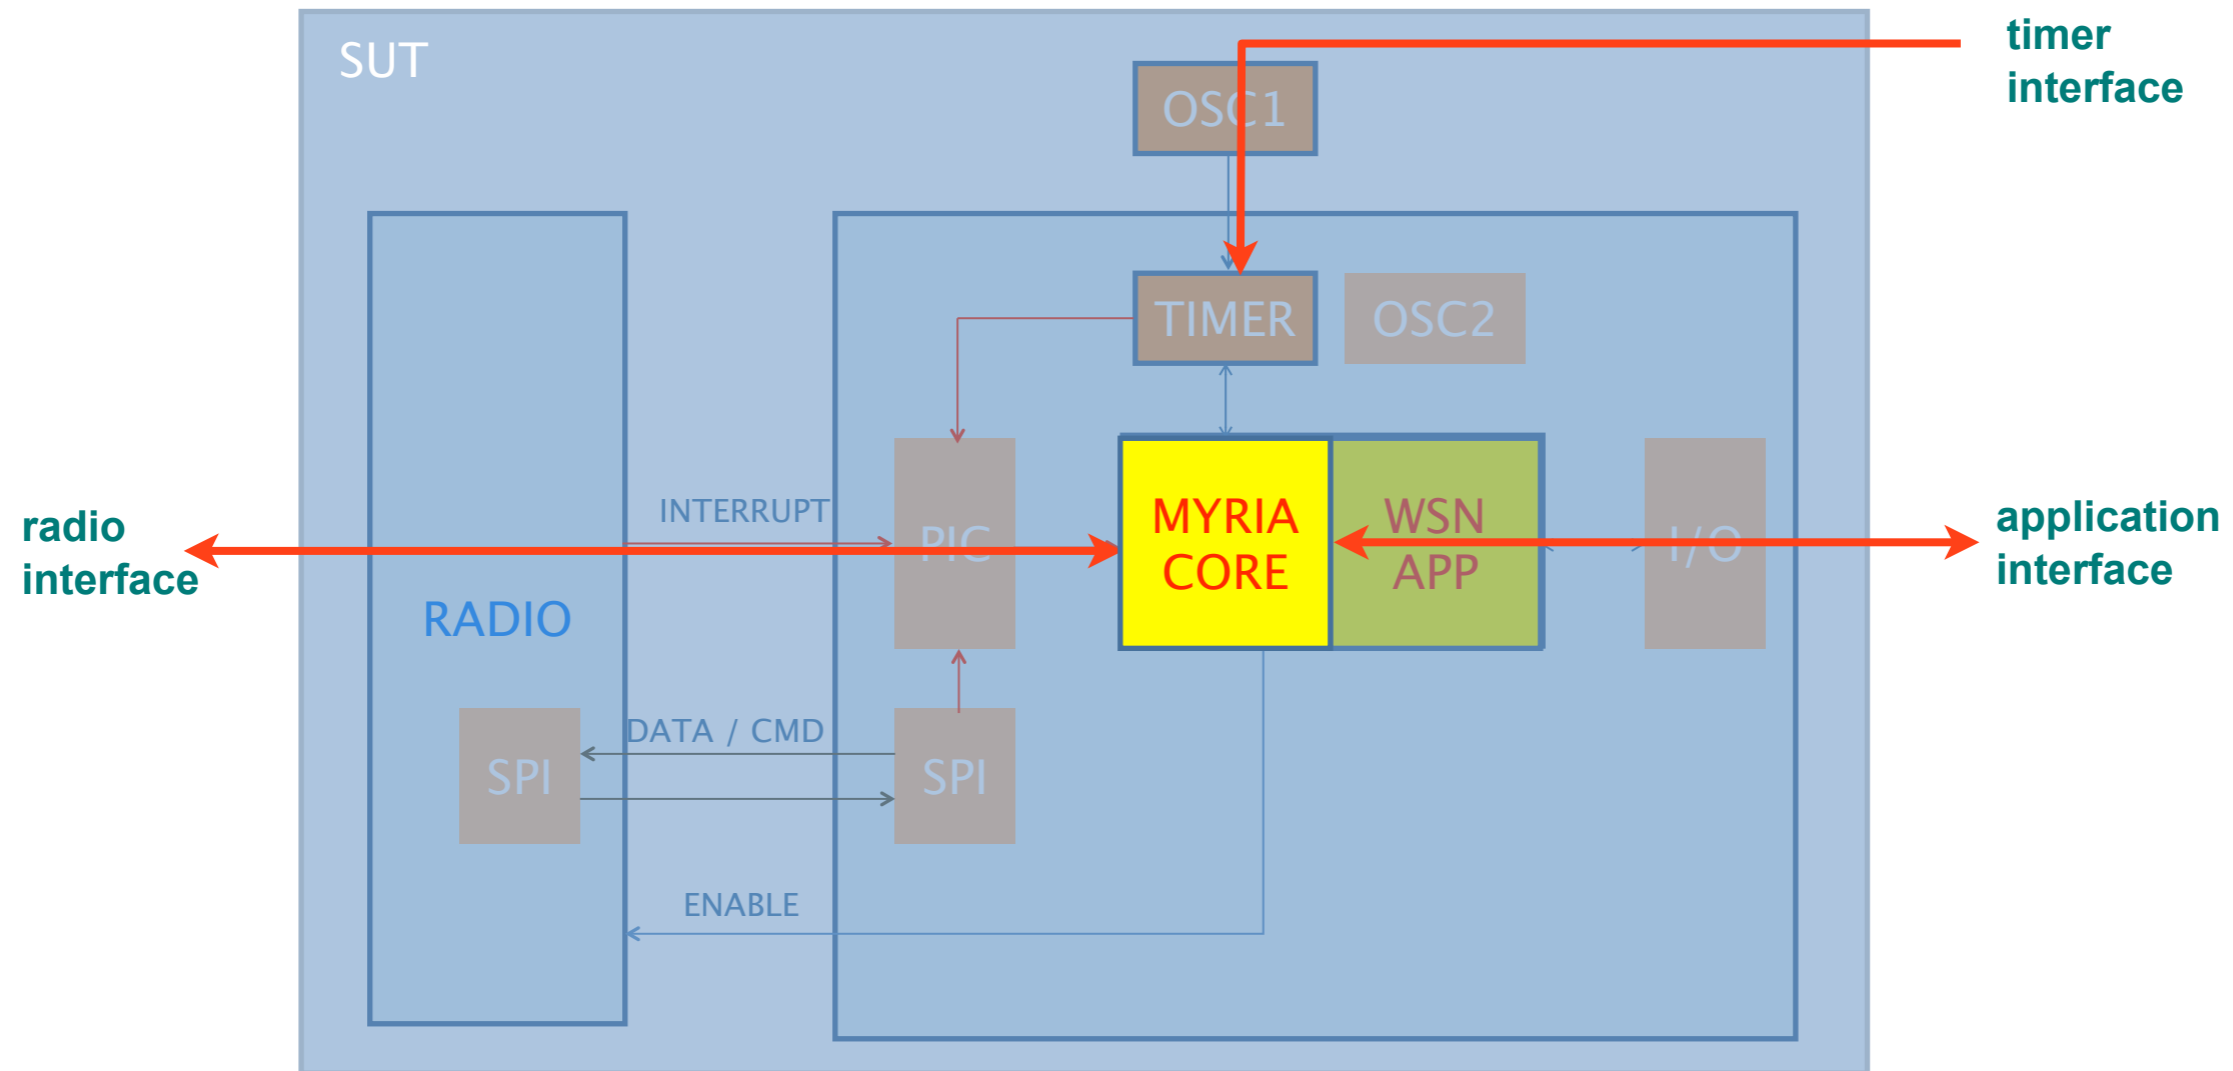 SUT
timer
interface
OSC1
TIMER
OSC2
radio
interface
INTERRUPT
PIC
MYRIA
CORE
WSN
APP
I/O
application
interface
RADIO
DATA / CMD
SPI
SPI
ENABLE